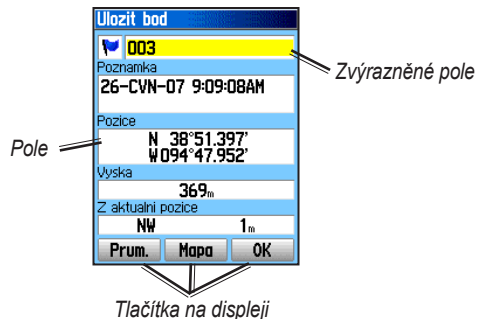 Ulozit bod
003
Zvýrazněné pole
Poznamka
26-CVN-07 9:09:08AM
Pozice
Pole
N 38°51.397'
W094°47.952'
Vyska
369m
Z aktualni pozice
NW 1m
Prum. Mapa OK
Tlačítka na displeji